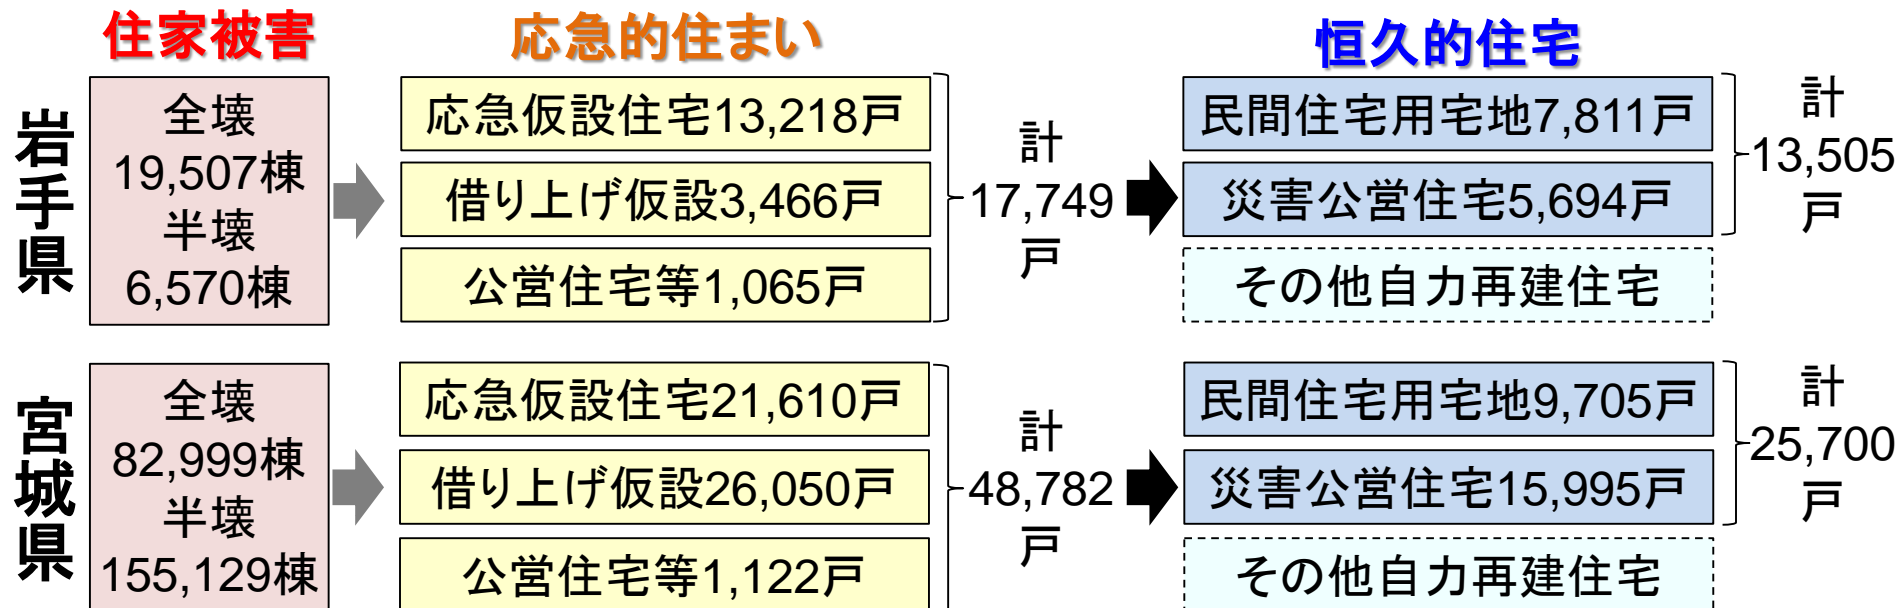 住家被害
応急的住まい
恒久的住宅
岩手県
全壊
19,507棟
半壊
6,570棟
応急仮設住宅13,218戸
借り上げ仮設3,466戸
公営住宅等1,065戸
計
17,749
戸
民間住宅用宅地7,811戸
災害公営住宅5,694戸
その他自力再建住宅
計
13,505
戸
宮城県
全壊
82,999棟
半壊
155,129棟
応急仮設住宅21,610戸
借り上げ仮設26,050戸
公営住宅等1,122戸
計
48,782
戸
民間住宅用宅地9,705戸
災害公営住宅15,995戸
その他自力再建住宅
計
25,700
戸